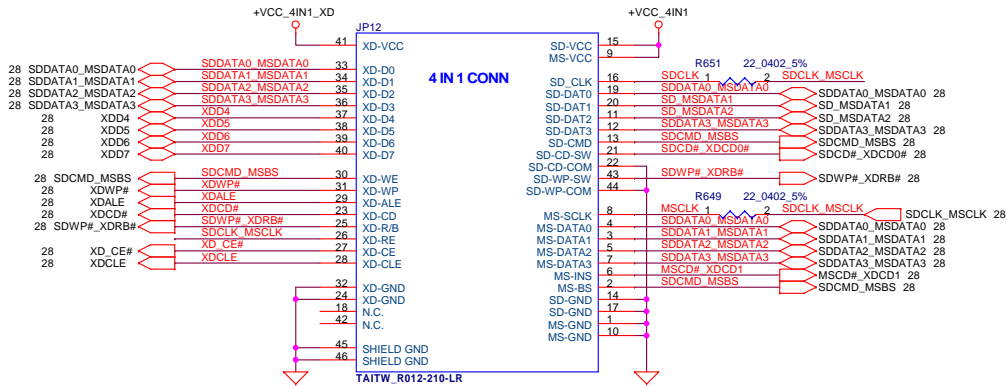 +VCC_4IN1_XD +VCC_4IN1
JP12
41 XD-VCC SD-VCC 15
MS-VCC 9
4 IN 1 CONN
28 SDDATA0_MSDATA0 SDDATA0_MSDATA0 33 XD-D0
28 SDDATA1_MSDATA1 SDDATA1_MSDATA1 34 XD-D1
28 SDDATA2_MSDATA2 SDDATA2_MSDATA2 35 XD-D2
28 SDDATA3_MSDATA3 SDDATA3_MSDATA3 36 XD-D3
28 XDD4 XDD4 37 XD-D4
28 XDD5 XDD5 38 XD-D5
28 XDD6 XDD6 39 XD-D6
28 XDD7 XDD7 40 XD-D7
28 SDCMD_MSBS SDCMD_MSBS 30 XD-WE
28 XDWP# XDWP# 31 XD-WP
28 XDALE XDALE 29 XD-ALE
28 XDCD# XDCD# 23 XD-CD
28 SDWP#_XDRB# SDWP#_XDRB# 25 XD-R/B
SDCLK_MSCLK 26 XD-RE
28 XD_CE# XD_CE# 27 XD-CE
28 XDCLE XDCLE 28 XD-CLE
32 XD-GND
24 XD-GND
18 N.C.
42 N.C.
45 SHIELD GND
46 SHIELD GND
TAITW_R012-210-LR
R651 22_0402_5%
SD_CLK 16 SDCLK 1 2 SDCLK_MSCLK
SD-DAT0 19 SDDATA0_MSDATA0 SDDATA0_MSDATA0 28
SD-DAT1 20 SD_MSDATA1 SD_MSDATA1 28
SD-DAT2 11 SD_MSDATA2 SD_MSDATA2 28
SD-DAT3 12 SDDATA3_MSDATA3 SDDATA3_MSDATA3 28
SD-CMD 13 SDCMD_MSBS SDCMD_MSBS 28
SD-CD-SW 21 SDCD#_XDCD0# SDCD#_XDCD0# 28
SD-CD-COM 22
SD-WP-SW 43 SDWP#_XDRB# SDWP#_XDRB# 28
SD-WP-COM 44
R649 22_0402_5%
MS-SCLK 8 MSCLK 1 2 SDCLK_MSCLK SDCLK_MSCLK 28
MS-DATA0 4 SDDATA0_MSDATA0 SDDATA0_MSDATA0 28
MS-DATA1 3 SDDATA1_MSDATA1 SDDATA1_MSDATA1 28
MS-DATA2 5 SDDATA2_MSDATA2 SDDATA2_MSDATA2 28
MS-DATA3 7 SDDATA3_MSDATA3 SDDATA3_MSDATA3 28
MS-INS 6 MSCD#_XDCD1 MSCD#_XDCD1 28
MS-BS 2 SDCMD_MSBS SDCMD_MSBS 28
SD-GND 14
SD-GND 17
MS-GND 1
MS-GND 10